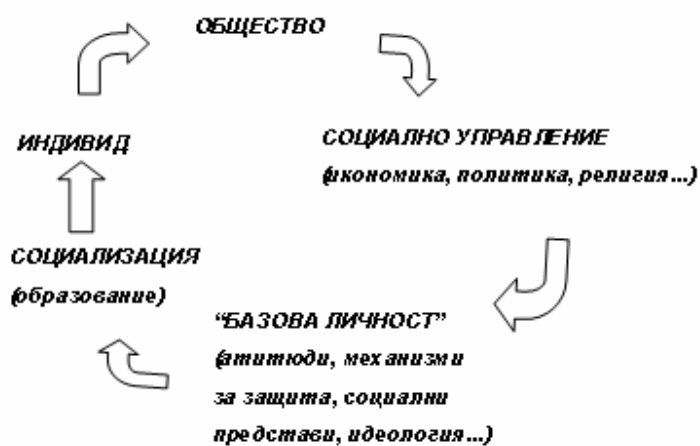 ОБЩЕСТВО
СОЦИАЛНО УПРАВЛЕНИЕ
(икономика, политика, религия...)
“БАЗОВА ЛИЧНОСТ”
(атитюди, механизми
за защита, социални
представи, идеология...)
СОЦИАЛИЗАЦИЯ
(образование)
ИНДИВИД